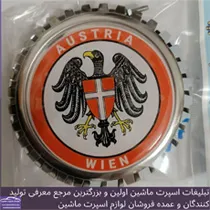 AUSTRIA
WIEN
تبلیغات اسپرت ماشین اولین و بزرگترین مرجع معرفی تولید
کنندگان و عمده فروشان لوازم اسپرت ماشین